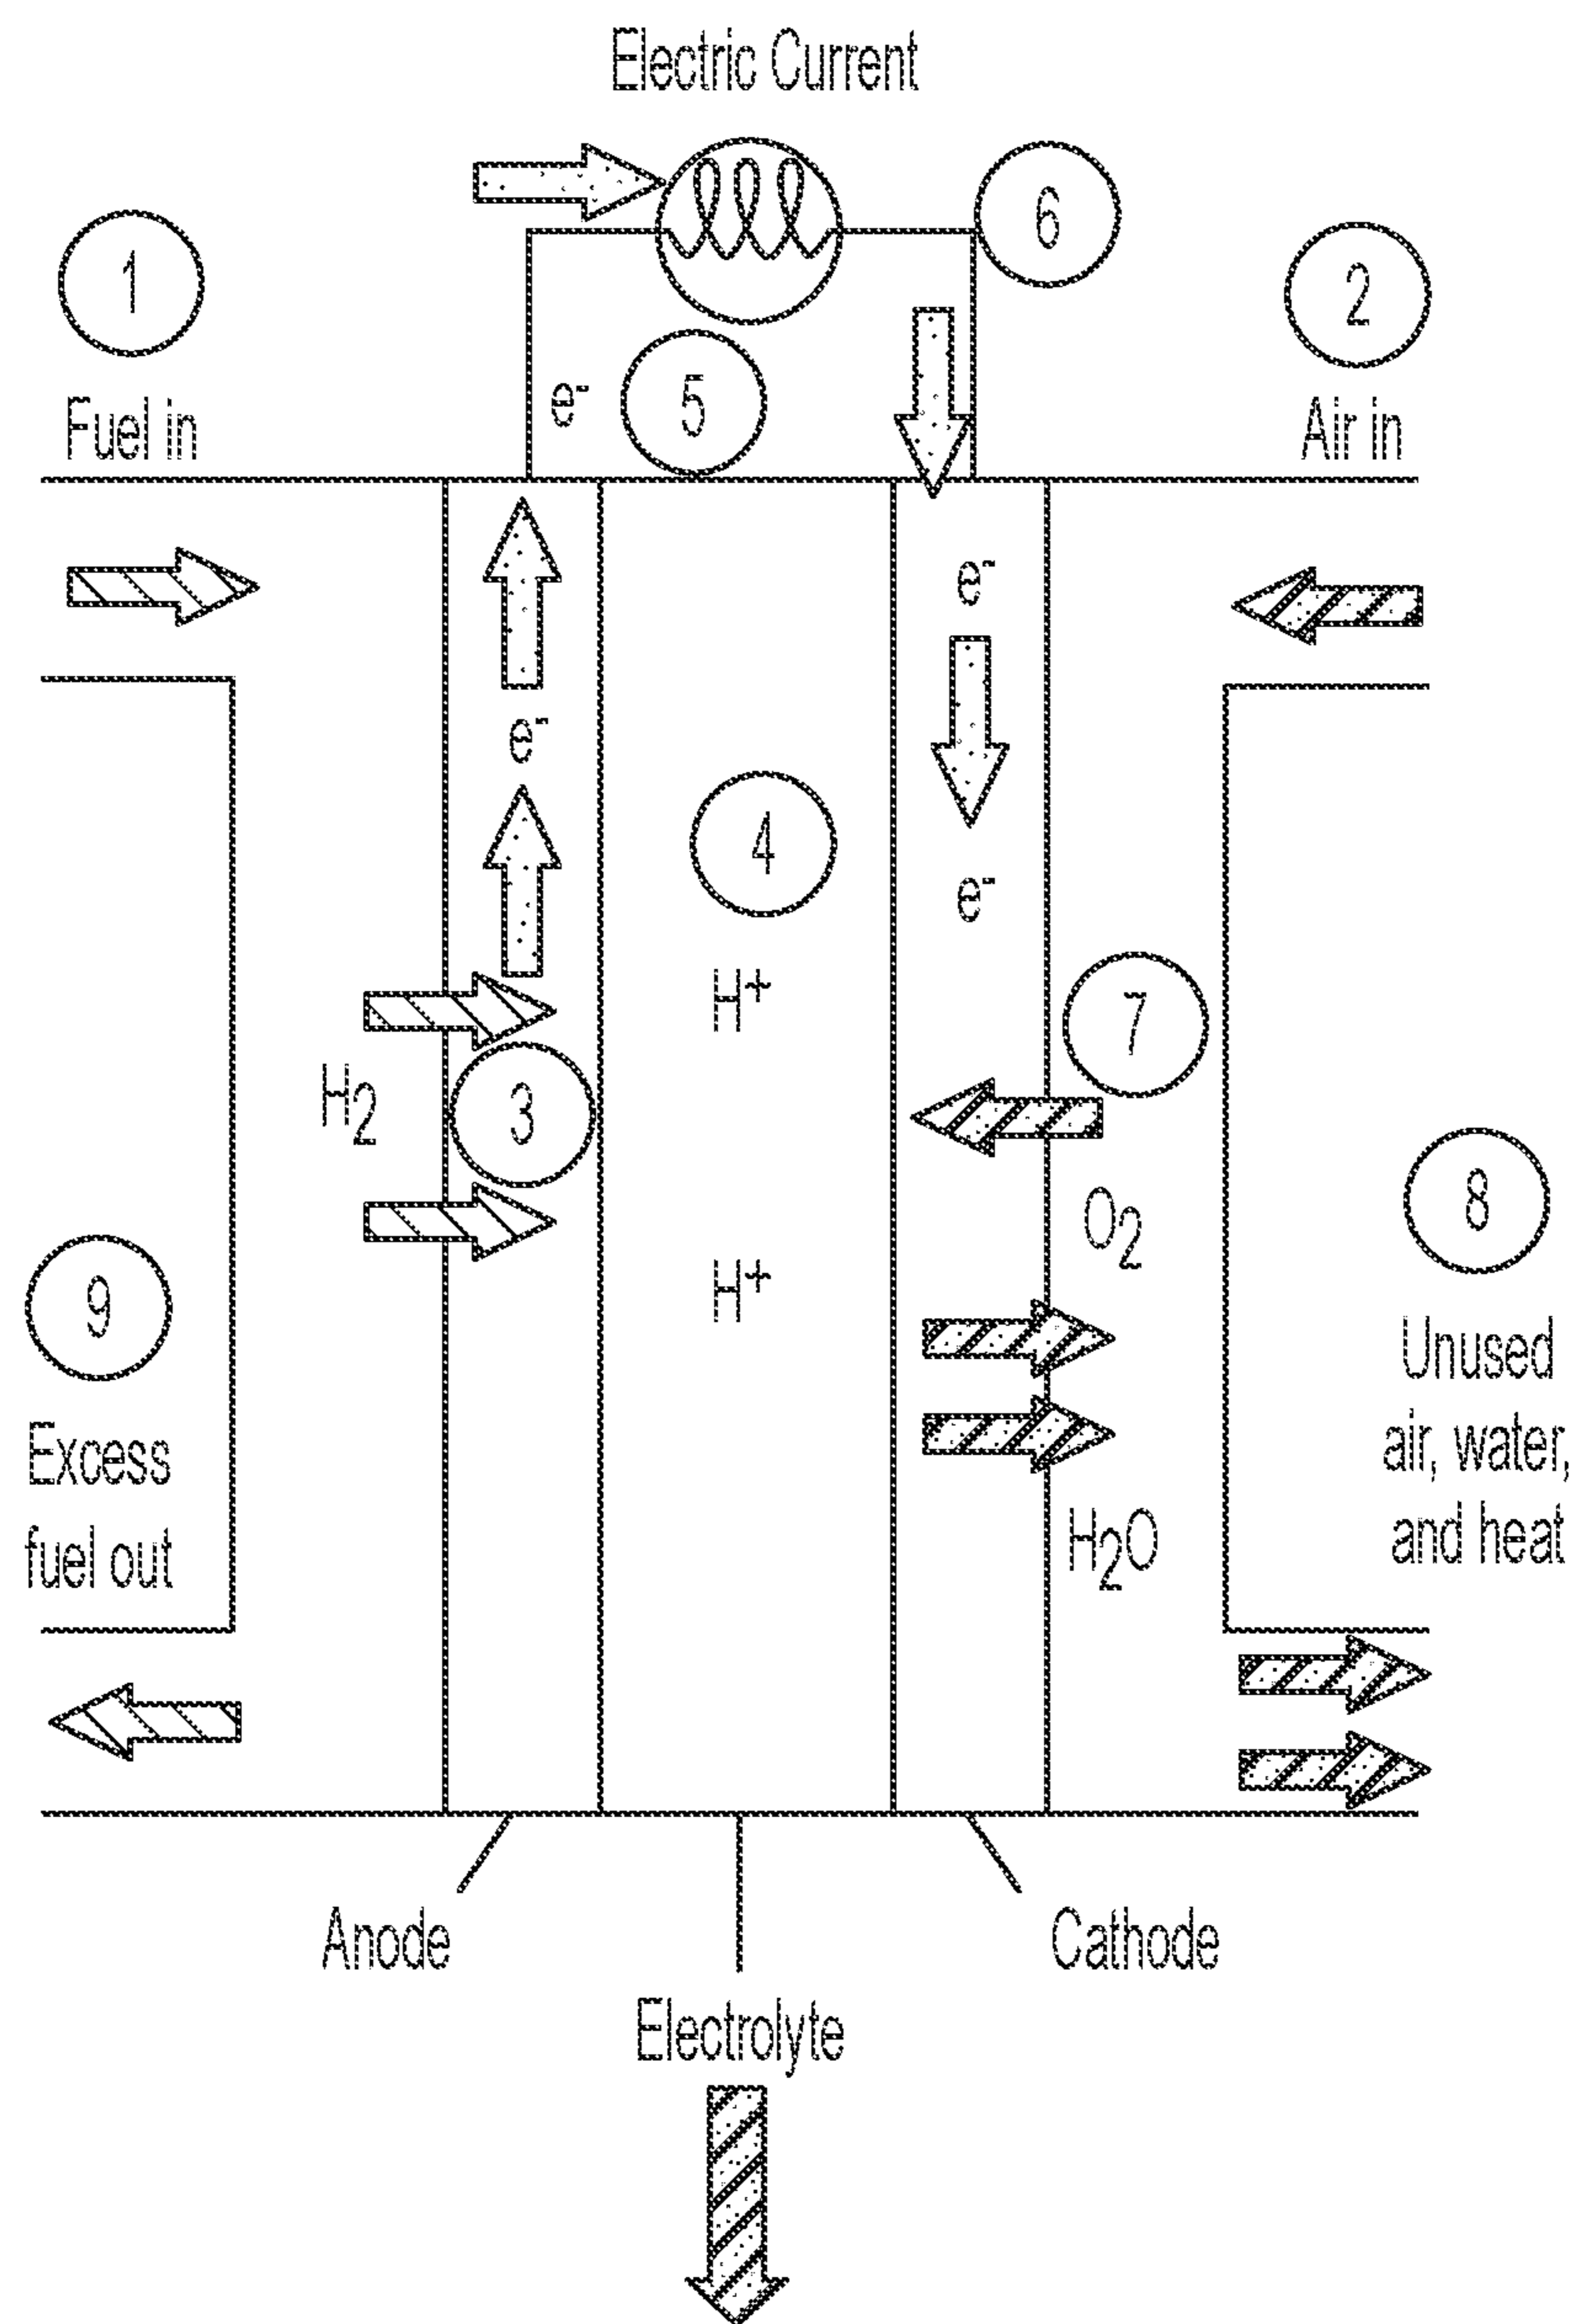 Electric Current
1
6
2
5
e-
Fuel in
Air in
e-
e-
4
e-
H+
7
H2
3
O2
8
9
H+
Unused
air, water,
and heat
Excess
fuel out
H2O
Anode
Cathode
Electrolyte